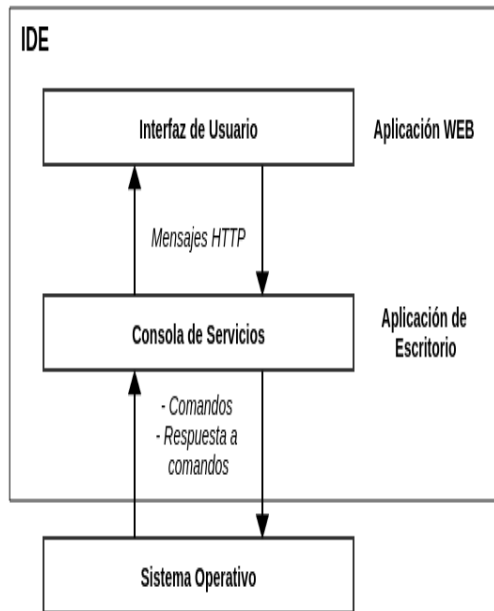 IDE
Interfaz de Usuario
Aplicación WEB
Mensajes HTTP
Consola de Servicios
Aplicación de
Escritorio
- Comandos
- Respuesta a
comandos
Sistema Operativo